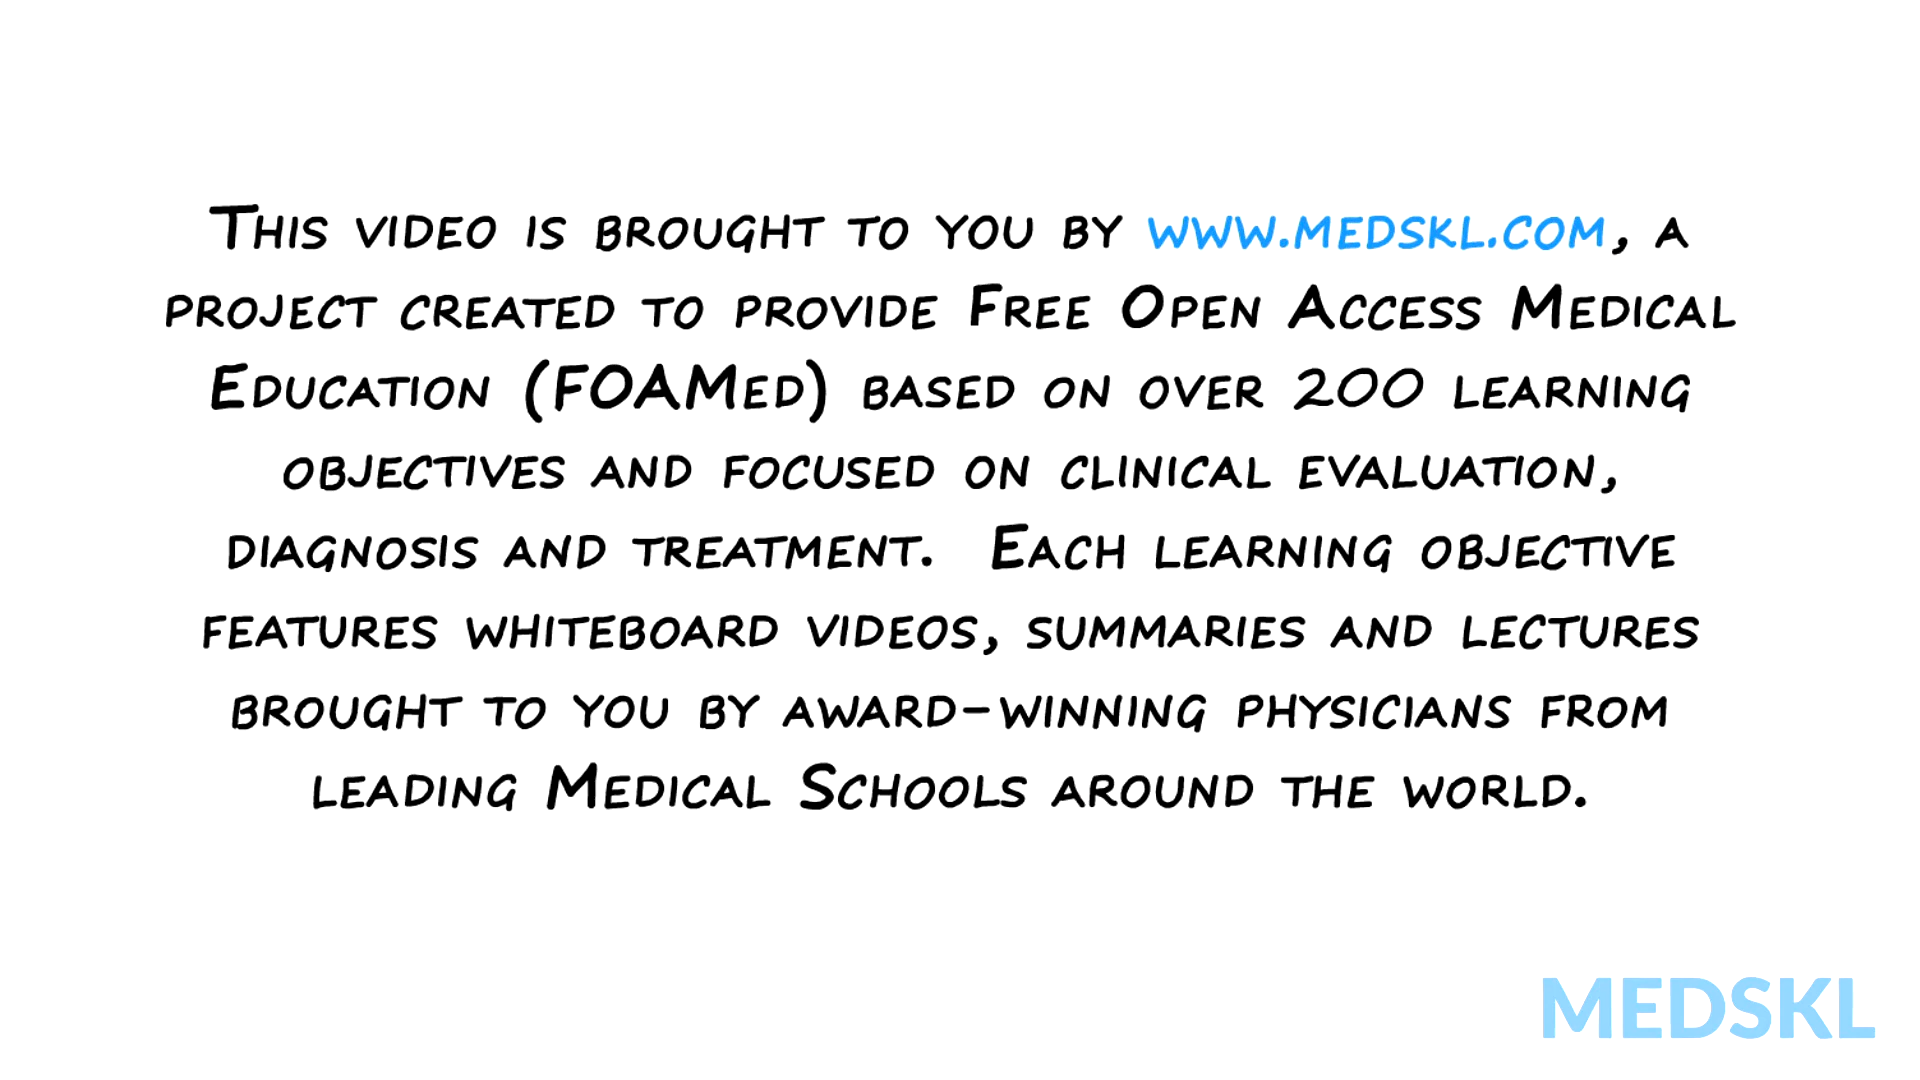 This video is brought to you by www.medskl.com, a
project created to provide Free Open Access Medical
Education (FOAMed) based on over 200 learning
objectives and focused on clinical evaluation,
diagnosis and treatment.  Each learning objective
features whiteboard videos, summaries and lectures
brought to you by award-winning physicians from
leading Medical Schools around the world.
MEDSKL